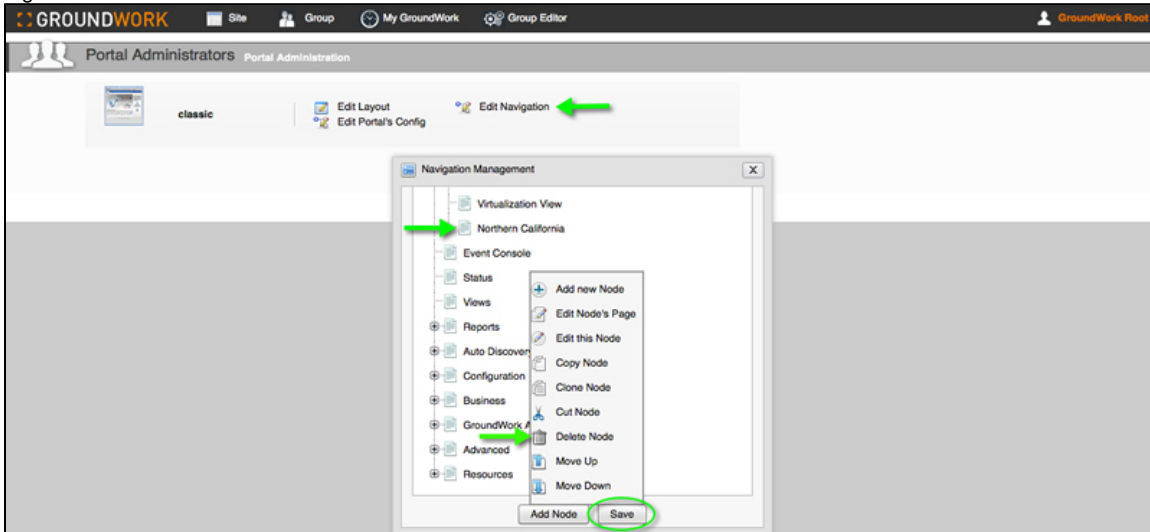 GROUNDWORK Site Group My GroundWork Group Editor GroundWork Root
Portal Administrators Portal Administration
classic
Edit Layout Edit Navigation
Edit Portal's Config
Navigation Management X
Virtualization View
Northern California
Event Console
Status
Views
Reports
Auto Discovery
Configuration
Business
GroundWork A
Advanced
Resources
Add new Node
Edit Node's Page
Edit this Node
Copy Node
Clone Node
Cut Node
Delete Node
Move Up
Move Down
Add Node Save